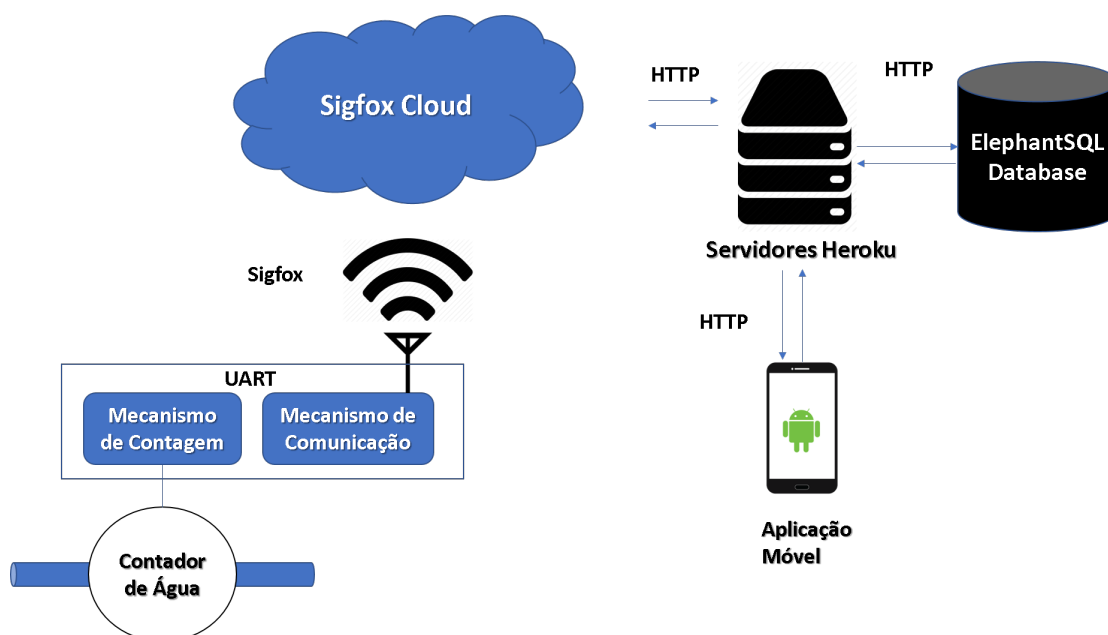 Sigfox Cloud
HTTP
HTTP
ElephantSQL
Database
Servidores Heroku
Sigfox
HTTP
UART
Mecanismo
de Contagem
Mecanismo de
Comunicação
Aplicação
Móvel
Contador
de Água